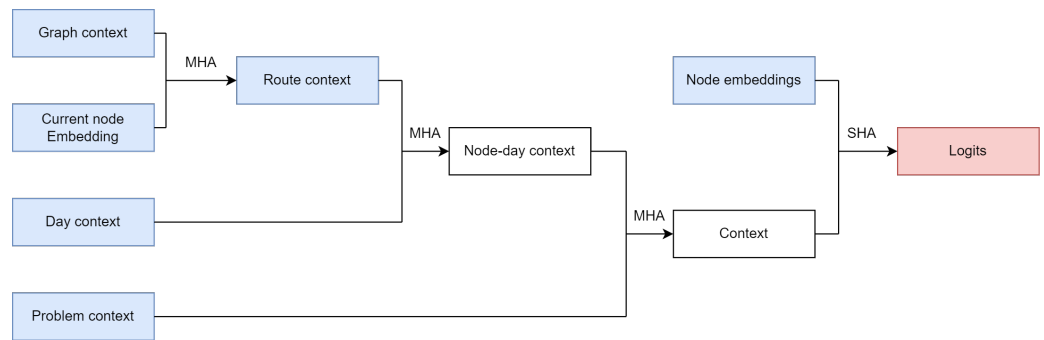 Graph context
MHA
Route context
Node embeddings
Current node
Embedding
MHA
Node-day context
SHA
Logits
Day context
MHA
Context
Problem context